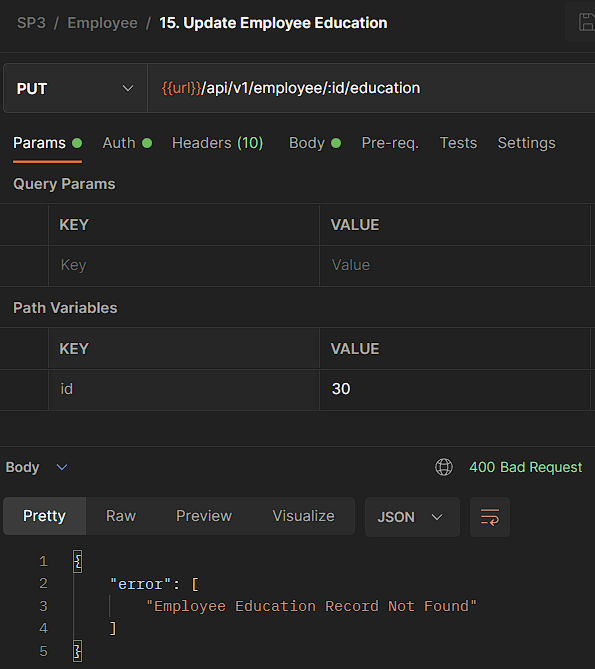 SP3 / Employee / 15. Update Employee Education
PUT {{url}}/api/v1/employee/:id/education
Params Auth Headers (10) Body Pre-req. Tests Settings
Query Params
KEY VALUE
Key Value
Path Variables
KEY VALUE
id 30
Body 400 Bad Request
Pretty Raw Preview Visualize JSON
1 {
2 "error": [
3 "Employee Education Record Not Found"
4 ]
5 }